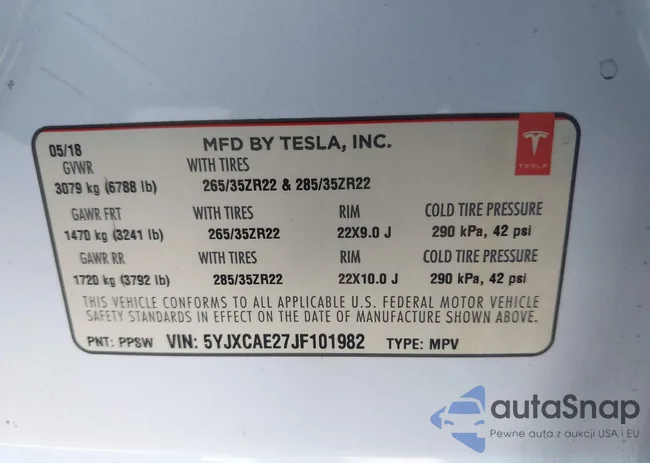 05/18 MFD BY TESLA, INC.
TESLA
GVWR WITH TIRES
3079 kg (6788 lb) 265/35ZR22 & 285/35ZR22
GAWR FRT WITH TIRES RIM COLD TIRE PRESSURE
1470 kg (3241 lb) 265/35ZR22 22X9.0 J 290 kPa, 42 psi
GAWR RR WITH TIRES RIM COLD TIRE PRESSURE
1720 kg (3792 lb) 285/35ZR22 22X10.0 J 290 kPa, 42 psi
THIS VEHICLE CONFORMS TO ALL APPLICABLE U.S. FEDERAL MOTOR VEHICLE
SAFETY STANDARDS IN EFFECT ON THE DATE OF MANUFACTURE SHOWN ABOVE.
PNT: PPSW VIN: 5YJXCAE27JF101982 TYPE: MPV
autaSnap
Pewne auta z aukcji USA i EU